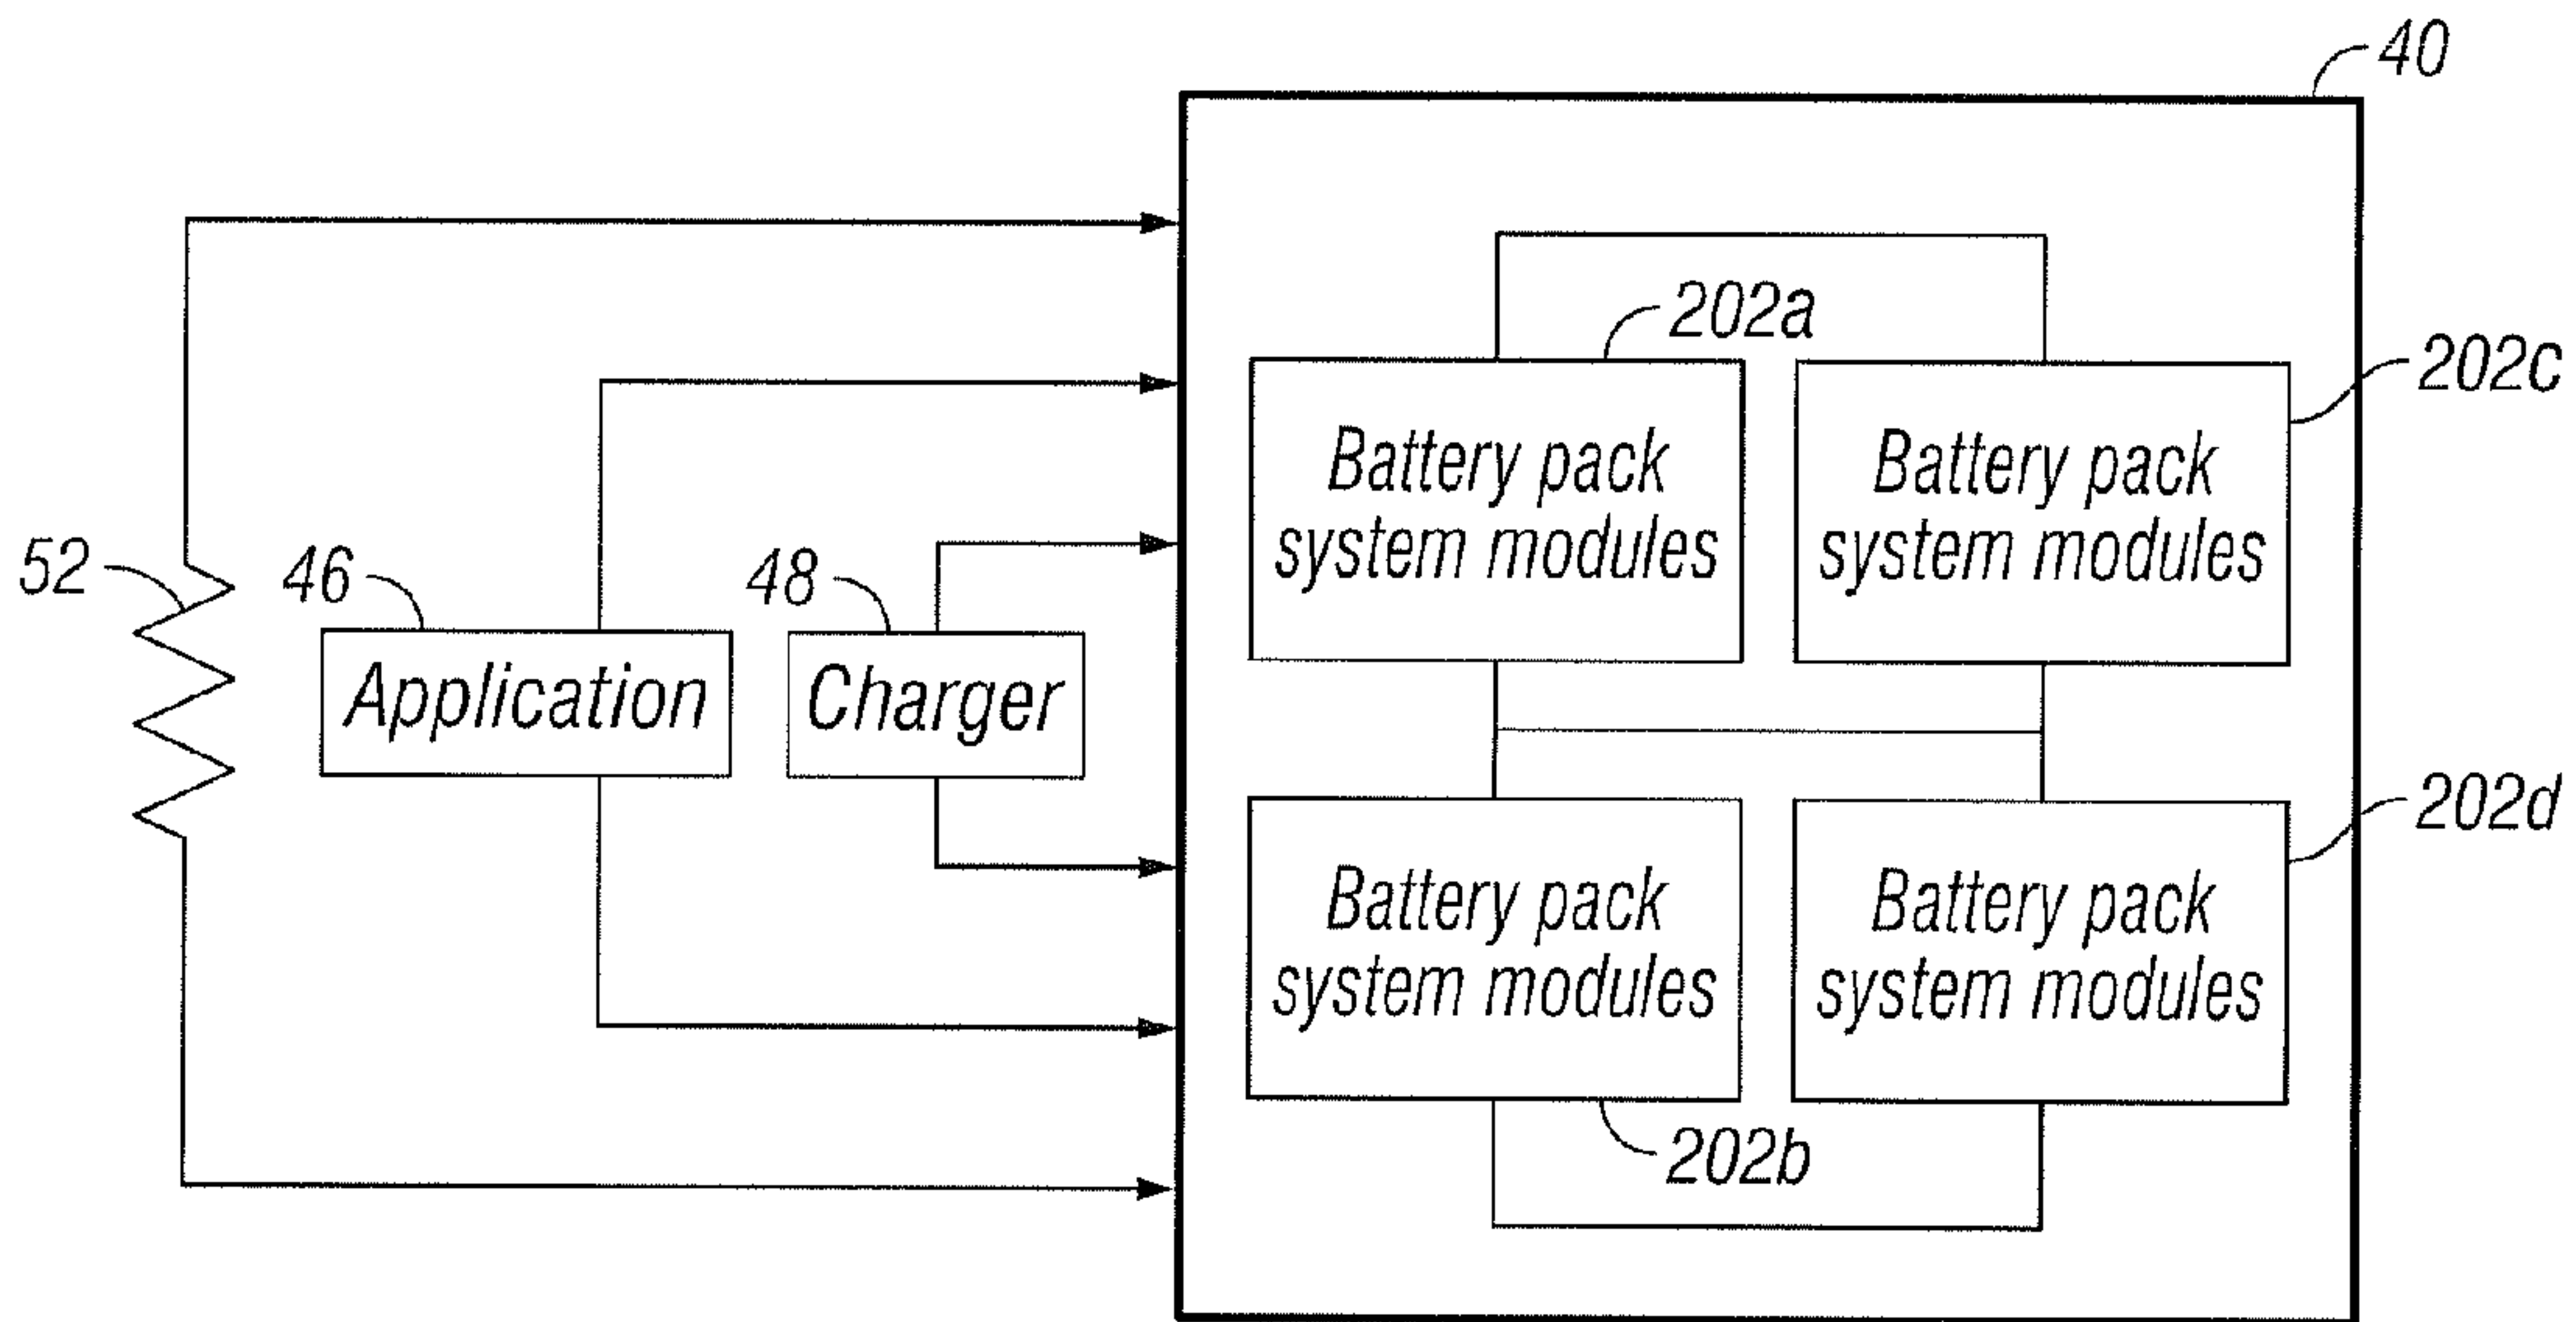 40
202a
202c
Battery pack
system modules
Battery pack
system modules
52
46
48
Application
Charger
202d
Battery pack
system modules
Battery pack
system modules
202b